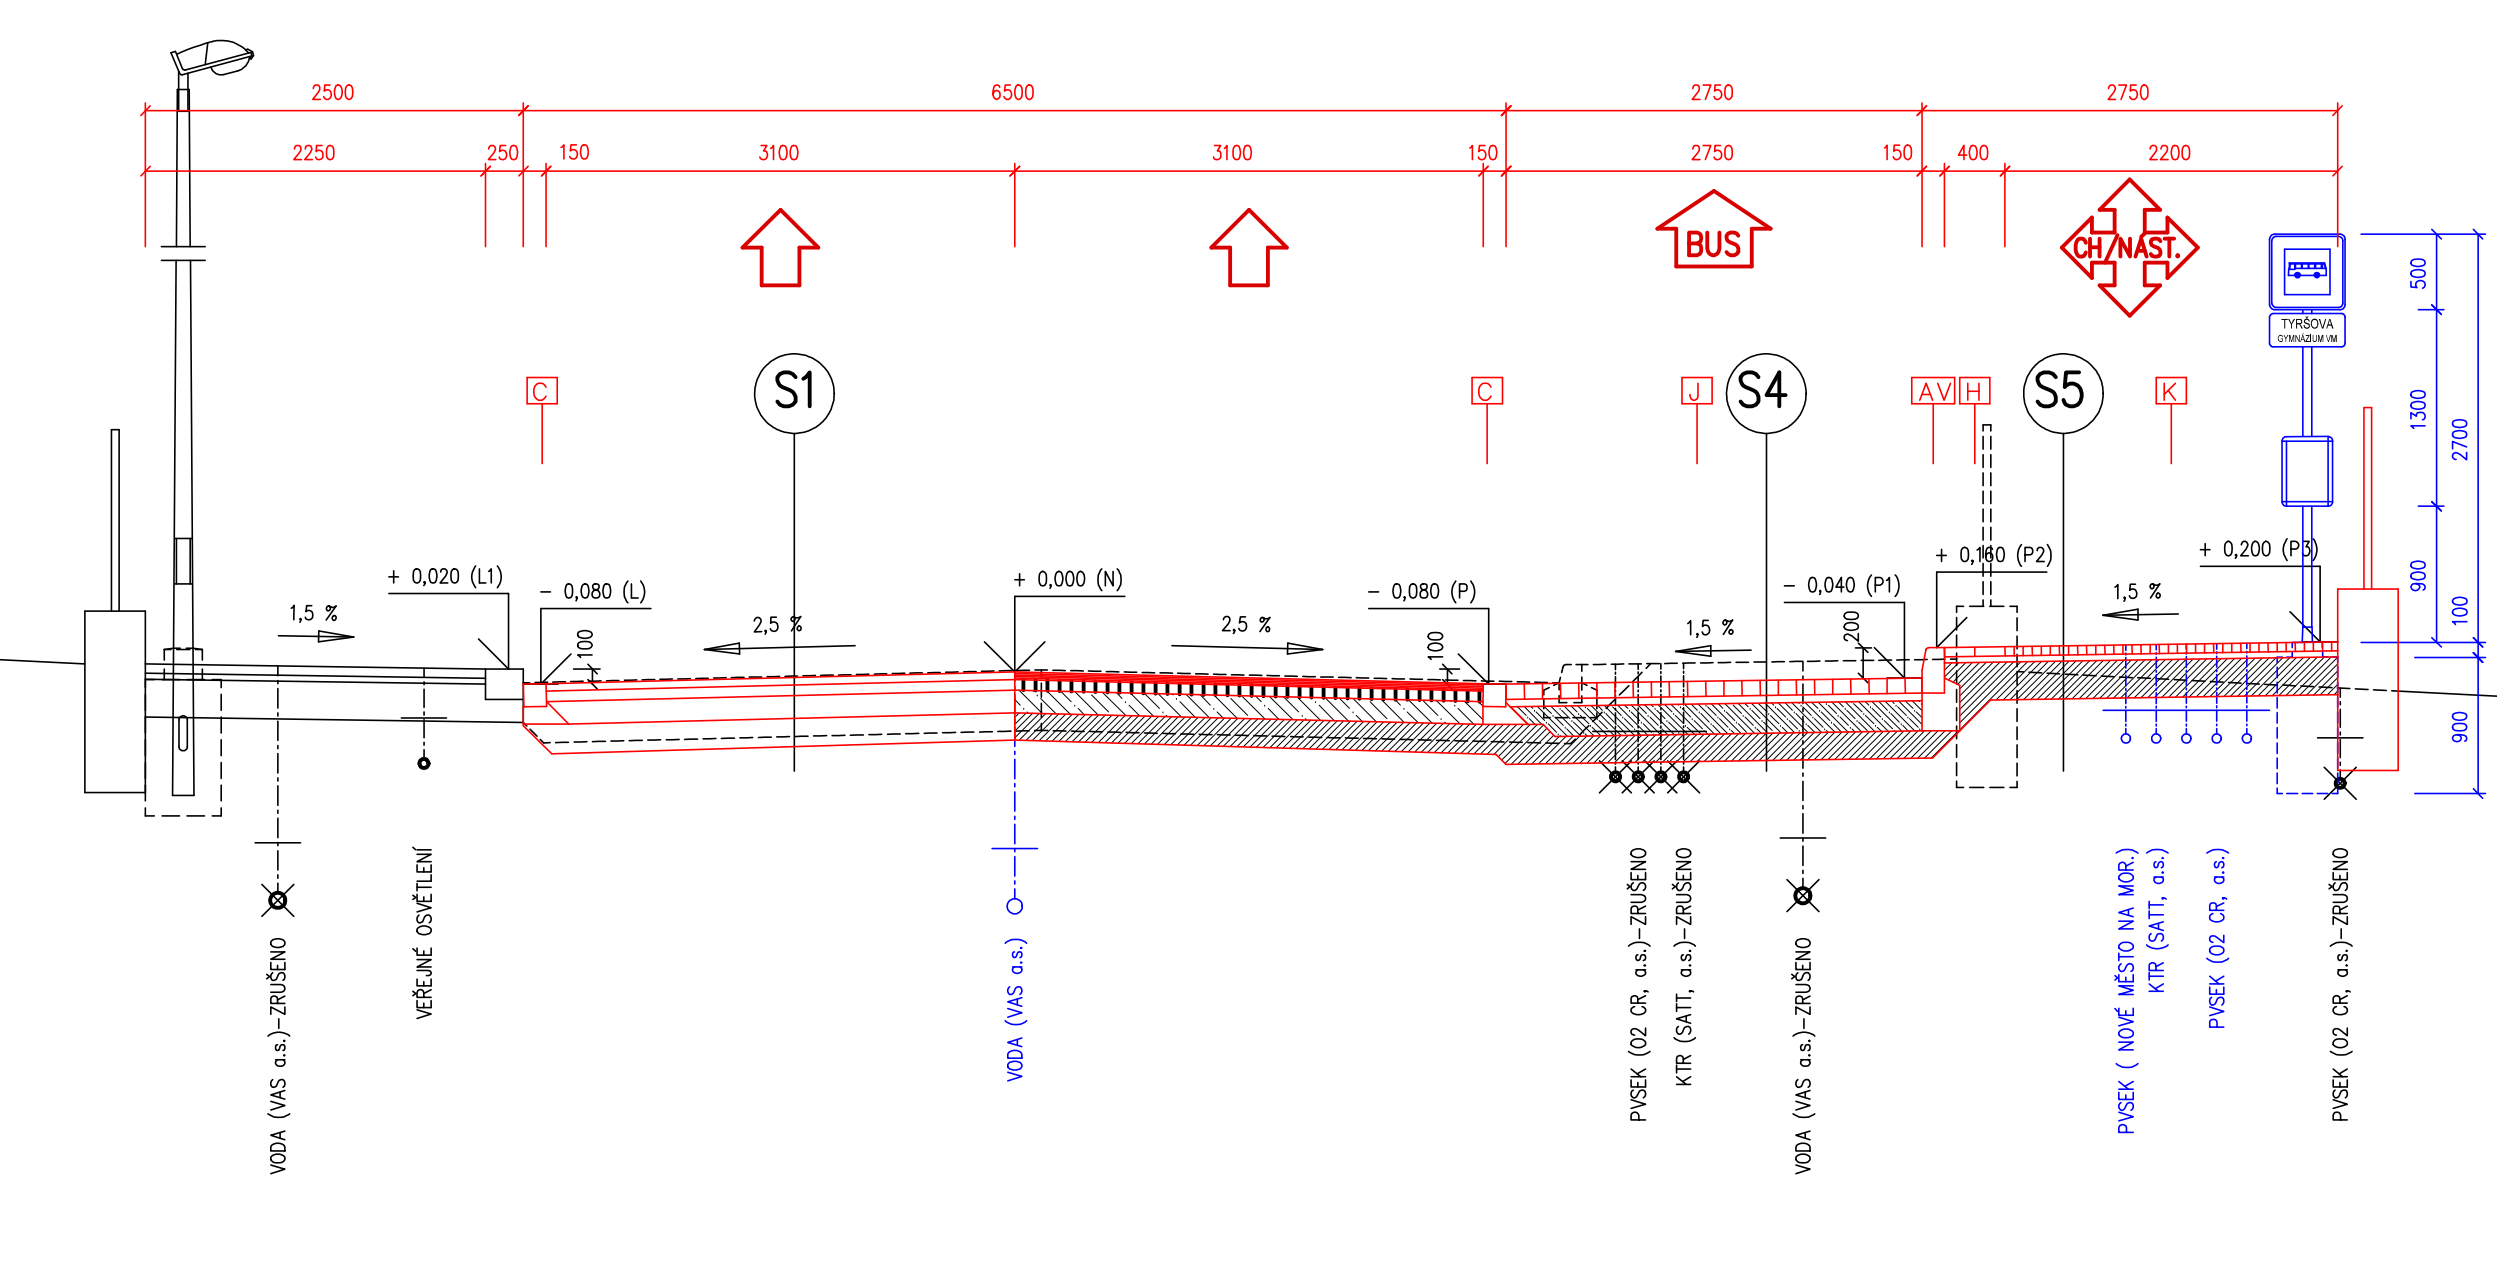 2500
6500
2750
2750
2250
250
150
3100
3100
150
2750
150
400
2200
BUS
CH/NÁST.
500
TYRŠOVA
GYMNÁZIUM VM
C
S1
C
J
S4
AV
H
S5
K
1300
2700
+ 0,020 (L1)
- 0,080 (L)
+ 0,000 (N)
- 0,080 (P)
- 0,040 (P1)
+ 0,160 (P2)
+ 0,200 (P3)
900
100
1,5 %
100
2,5 %
2,5 %
100
1,5 %
200
1,5 %
900
VODA (VAS a.s.)-ZRUŠENO
VEŘEJNÉ OSVĚTLENÍ
VODA (VAS a.s.)
PVSEK (O2 CR, a.s.)-ZRUŠENO
KTR (SATT, a.s.)-ZRUŠENO
VODA (VAS a.s.)-ZRUŠENO
PVSEK ( NOVÉ MĚSTO NA MOR.)
KTR (SATT, a.s.)
PVSEK (O2 CR, a.s.)
PVSEK (O2 CR, a.s.)-ZRUŠENO